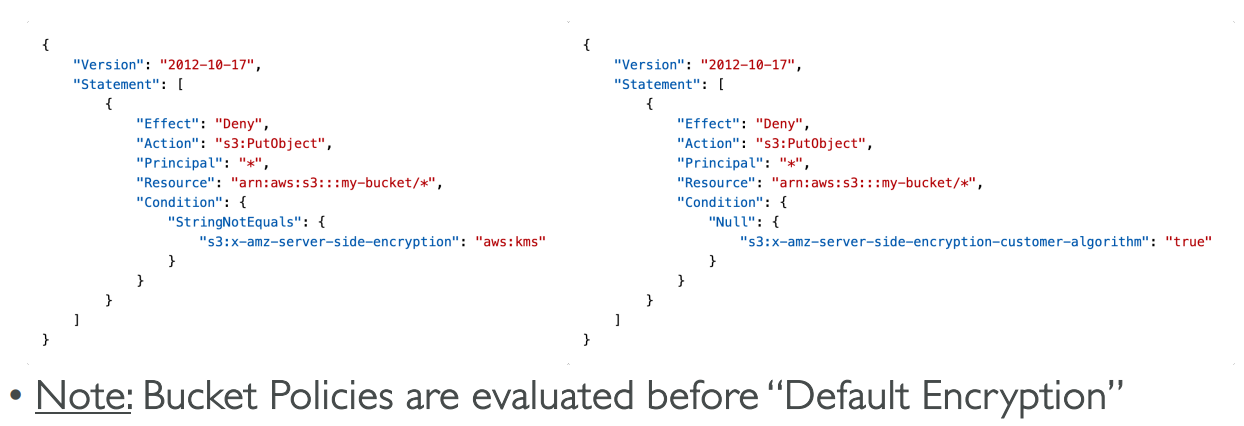 {
    "Version": "2012-10-17",
    "Statement": [
        {
            "Effect": "Deny",
            "Action": "s3:PutObject",
            "Principal": "*",
            "Resource": "arn:aws:s3:::my-bucket/*",
            "Condition": {
                "StringNotEquals": {
                    "s3:x-amz-server-side-encryption": "aws:kms"
                }
            }
        }
    ]
}
{
    "Version": "2012-10-17",
    "Statement": [
        {
            "Effect": "Deny",
            "Action": "s3:PutObject",
            "Principal": "*",
            "Resource": "arn:aws:s3:::my-bucket/*",
            "Condition": {
                "Null": {
                    "s3:x-amz-server-side-encryption-customer-algorithm": "true"
                }
            }
        }
    ]
}
• Note: Bucket Policies are evaluated before “Default Encryption”